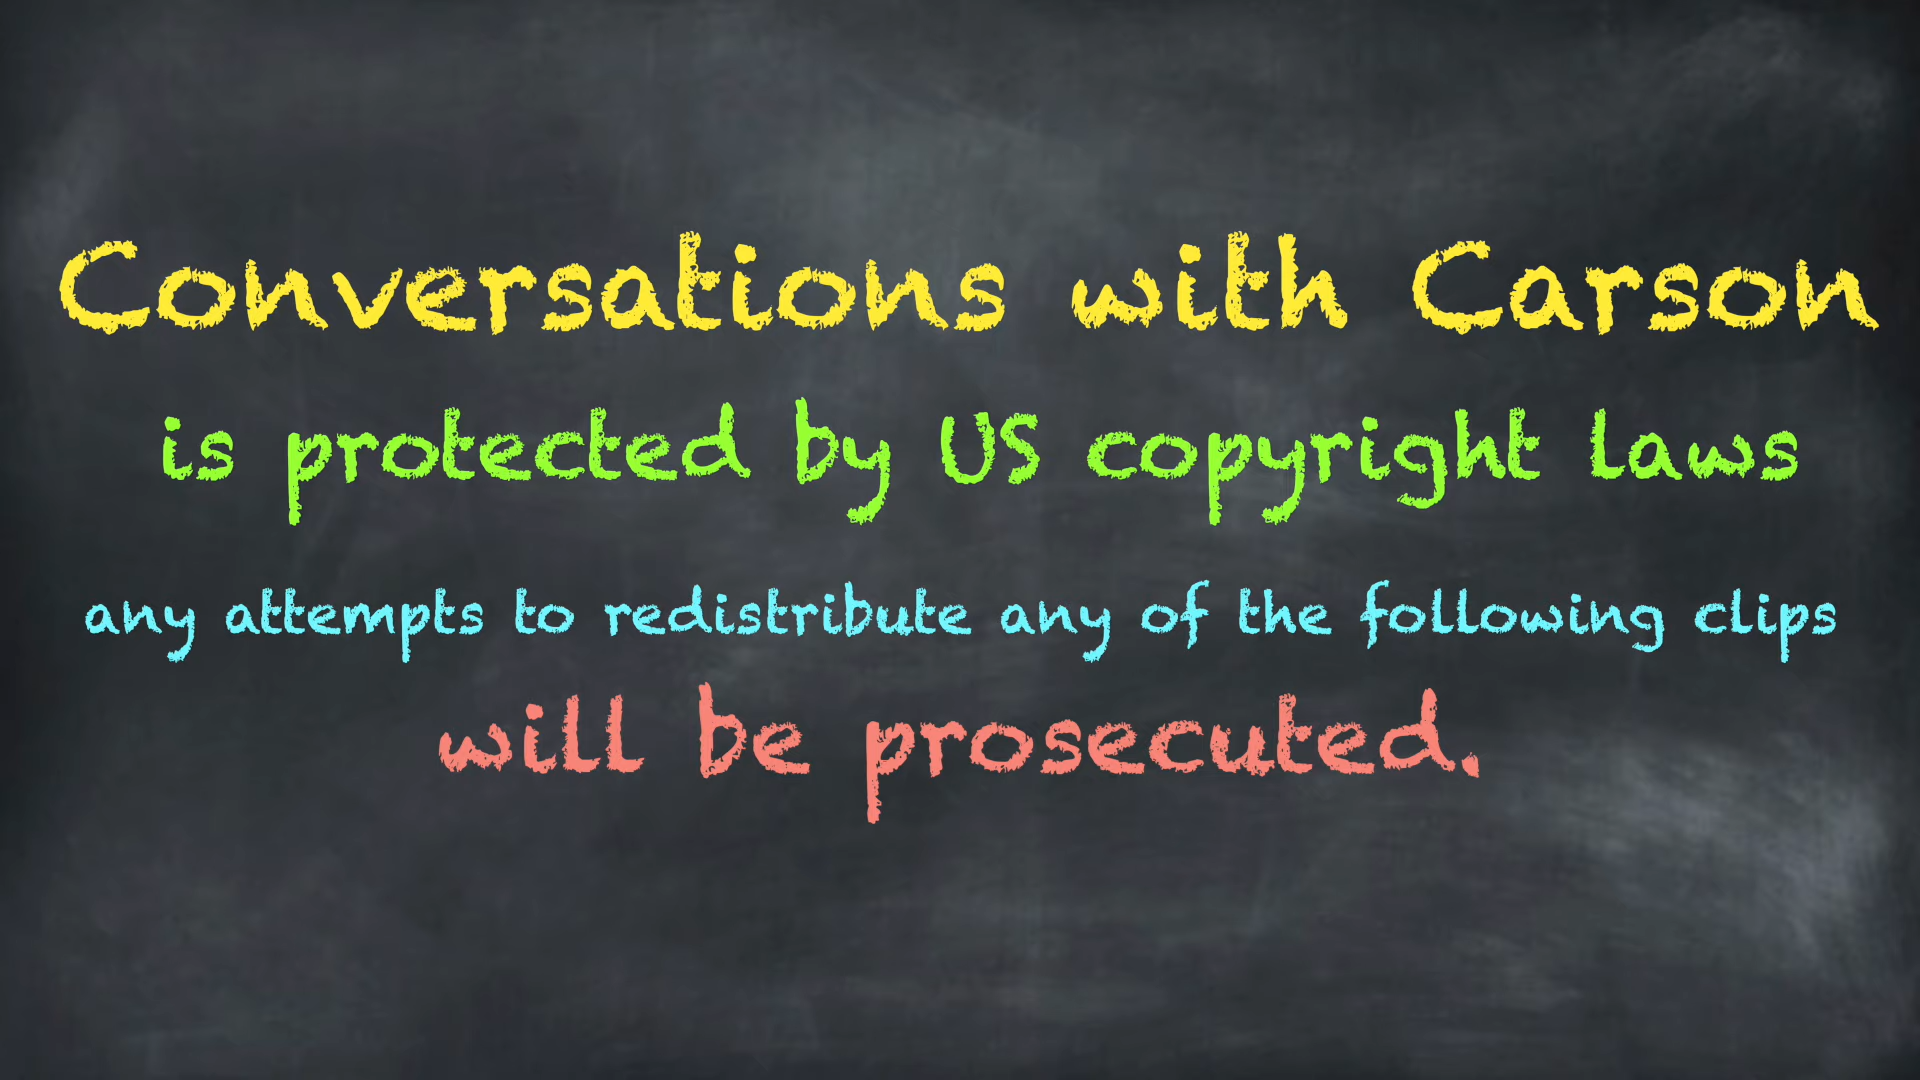 Conversations with Carson
is protected by US copyright laws
any attempts to redistribute any of the following clips
will be prosecuted.